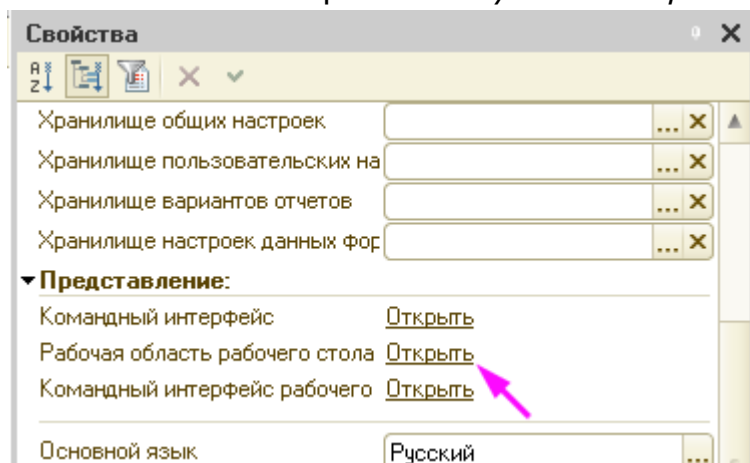 Свойства
Хранилище общих настроек ...
Хранилище пользовательских на ...
Хранилище вариантов отчетов ...
Хранилище настроек данных фор ...
Представление:
Командный интерфейс Открыть
Рабочая область рабочего стола Открыть
Командный интерфейс рабочего Открыть
Основной язык Русский ...